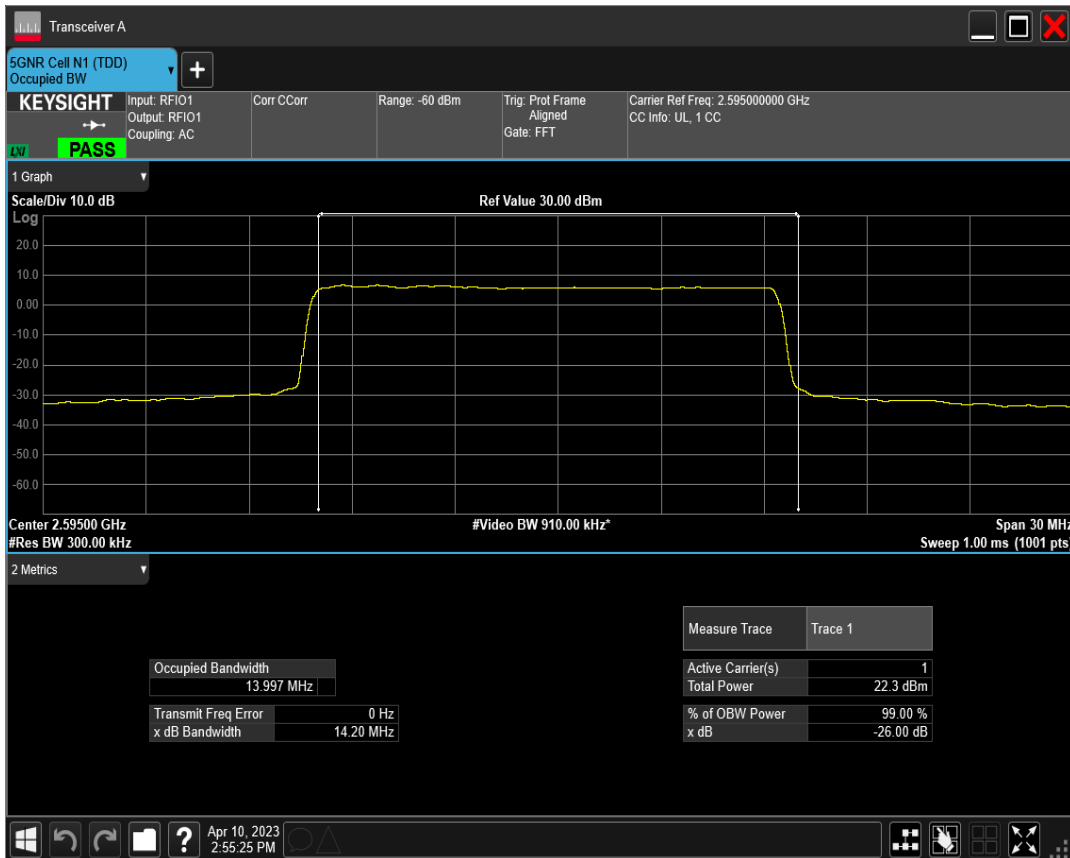 Transceiver A
5GNR Cell N1 (TDD)
Occupied BW
KEYSIGHT
LXI
PASS
Input: RFIO1
Output: RFIO1
Coupling: AC
Corr CCorr
Range: -60 dBm
Trig: Prot Frame
Aligned
Gate: FFT
Carrier Ref Freq: 2.595000000 GHz
CC Info: UL, 1 CC
1 Graph
Scale/Div 10.0 dB
Ref Value 30.00 dBm
Log
20.0
10.0
0.00
-10.0
-20.0
-30.0
-40.0
-50.0
-60.0
Center 2.59500 GHz
#Video BW 910.00 kHz*
Span 30 MHz
#Res BW 300.00 kHz
Sweep 1.00 ms (1001 pts)
2 Metrics
Measure Trace Trace 1
Occupied Bandwidth
13.997 MHz
Active Carrier(s) 1
Total Power 22.3 dBm
Transmit Freq Error 0 Hz
x dB Bandwidth 14.20 MHz
% of OBW Power 99.00 %
x dB -26.00 dB
?
Apr 10, 2023
2:55:25 PM